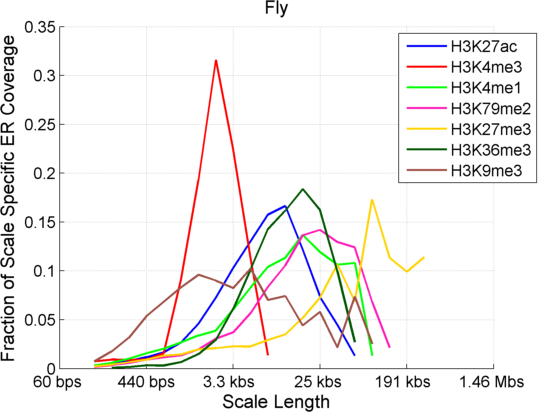 Fly
Fraction of Scale Specific ER Coverage
0.35
0.3
0.25
0.2
0.15
0.1
0.05
0
H3K27ac
H3K4me3
H3K4me1
H3K79me2
H3K27me3
H3K36me3
H3K9me3
60 bps 440 bps 3.3 kbs 25 kbs 191 kbs 1.46 Mbs
Scale Length